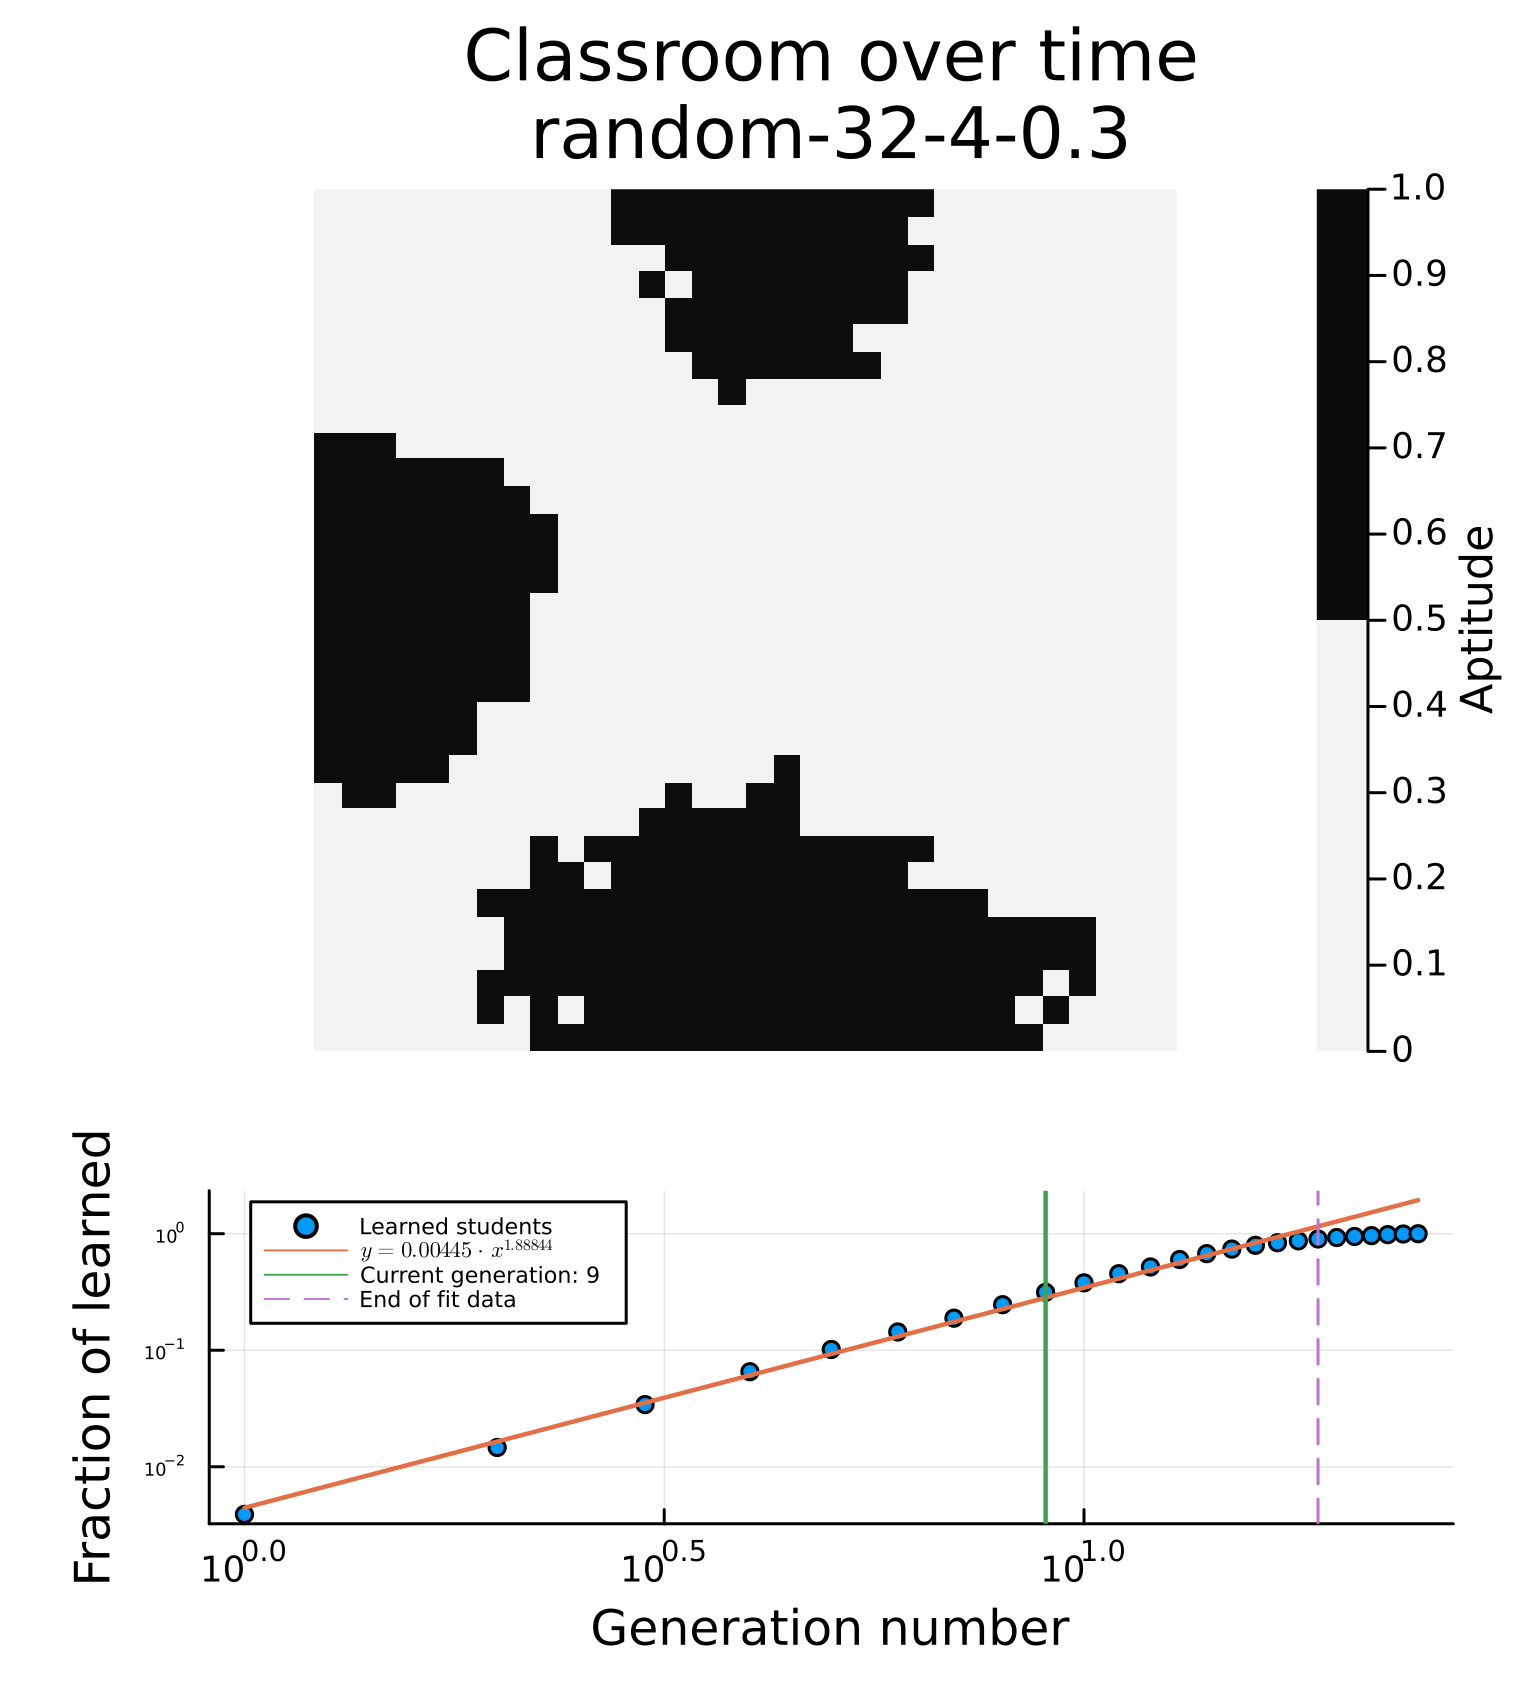 Classroom over time
random-32-4-0.3
1.0
0.9
0.8
0.7
0.6
0.5
0.4
0.3
0.2
0.1
0
Aptitude
Fraction of learned
10⁰
10⁻¹
10⁻²
Learned students
y = 0.00445 · x^1.88844
Current generation: 9
End of fit data
10^0.0
10^0.5
10^1.0
Generation number